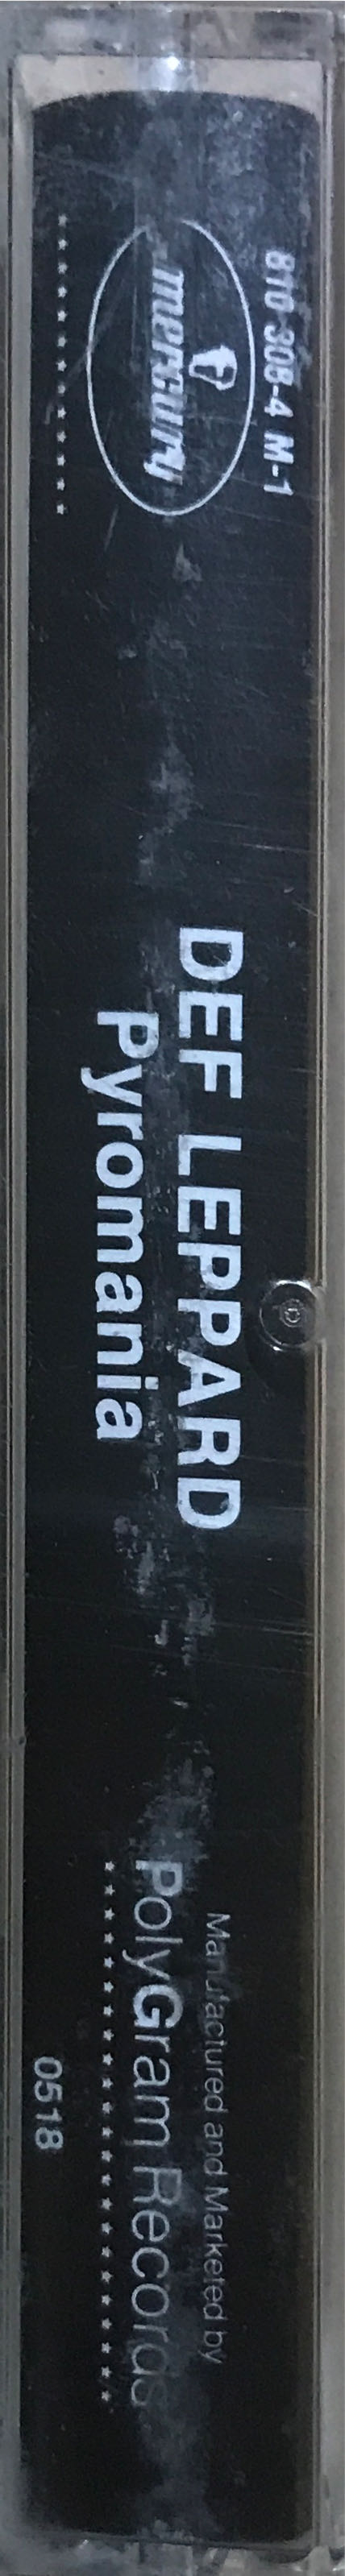 810-308-4 M-1
mercury
DEF LEPPARD
Pyromania
Manufactured and Marketed by
PolyGram Records
0518